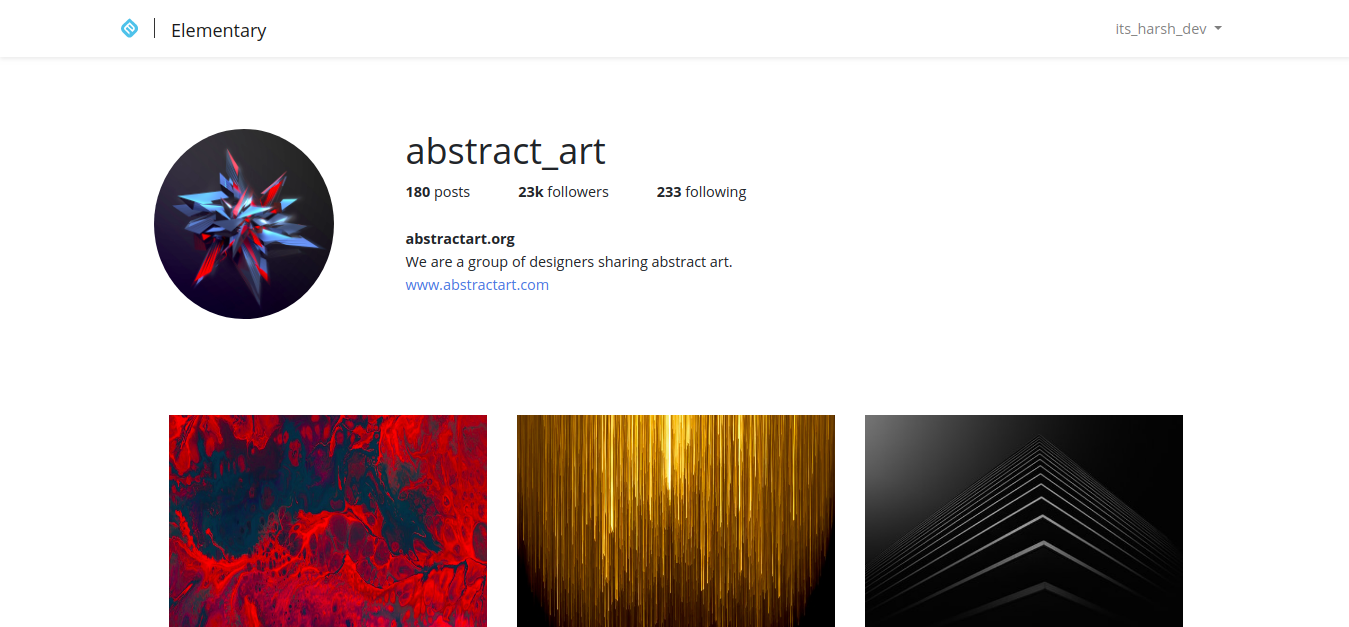 Elementary
its_harsh_dev
abstract_art
180 posts 23k followers 233 following
abstractart.org
We are a group of designers sharing abstract art.
www.abstractart.com